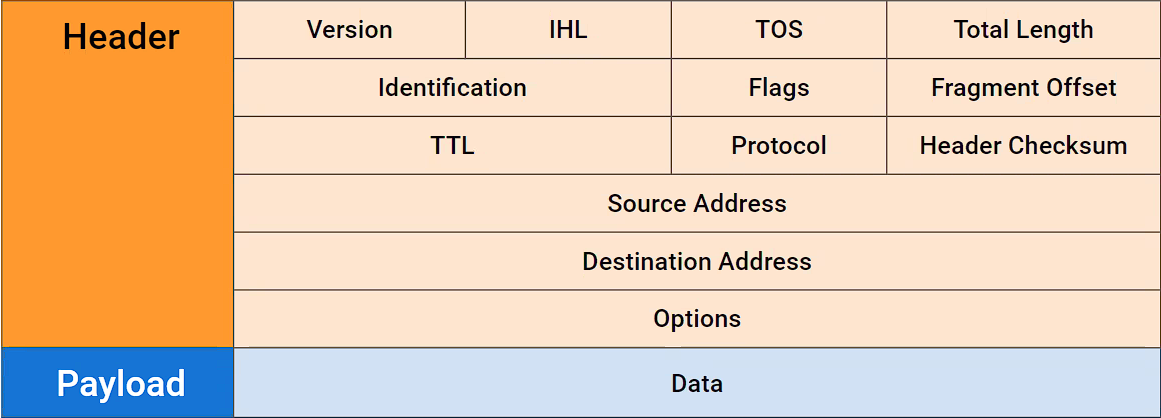 Header
Version IHL TOS Total Length
Identification Flags Fragment Offset
TTL Protocol Header Checksum
Source Address
Destination Address
Options
Payload
Data